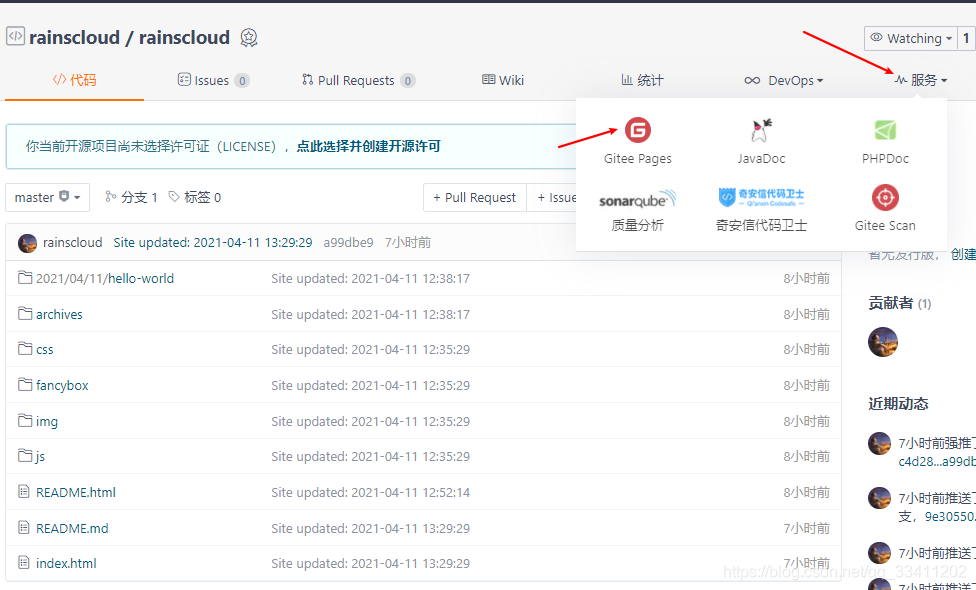 rainscloud / rainscloud
Watching 1
代码
Issues 0
Pull Requests 0
Wiki
统计
DevOps
服务
你当前开源项目尚未选择许可证（LICENSE），点此选择并创建开源许可
Gitee Pages
JavaDoc
PHPDoc
sonarqube
质量分析
奇安信代码卫士
Qi'anxin Codesafe
奇安信代码卫士
Gitee Scan
master
分支 1
标签 0
+ Pull Request
+ Issue
rainscloud Site updated: 2021-04-11 13:29:29 a99dbe9 7小时前
暂无发行版，创建
2021/04/11/hello-world Site updated: 2021-04-11 12:38:17 8小时前
archives Site updated: 2021-04-11 12:38:17 8小时前
css Site updated: 2021-04-11 12:35:29 8小时前
fancybox Site updated: 2021-04-11 12:35:29 8小时前
img Site updated: 2021-04-11 12:35:29 8小时前
js Site updated: 2021-04-11 12:35:29 8小时前
README.html Site updated: 2021-04-11 12:52:14 8小时前
README.md Site updated: 2021-04-11 13:29:29 7小时前
index.html Site updated: 2021-04-11 13:29:29 7小时前
贡献者 (1)
近期动态
7小时前强推了
c4d28...a99db
7小时前推送了
支，9e30550.
7小时前推送了
7小时前推送了
https://blog.csdn.net/qq_33411202